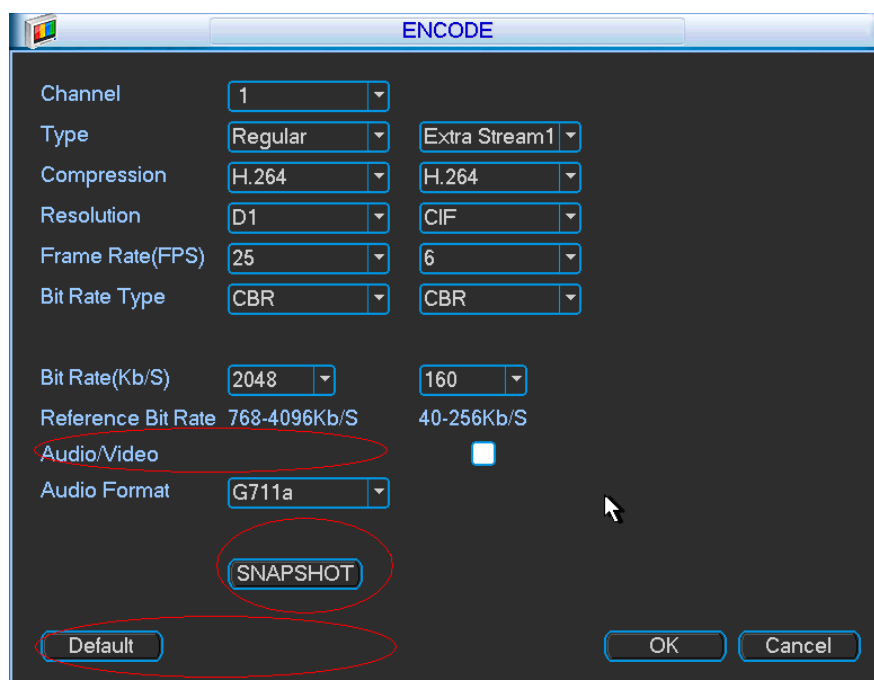 ENCODE
Channel 1
Type Regular Extra Stream1
Compression H.264 H.264
Resolution D1 CIF
Frame Rate(FPS) 25 6
Bit Rate Type CBR CBR
Bit Rate(Kb/S) 2048 160
Reference Bit Rate 768-4096Kb/S 40-256Kb/S
Audio/Video
Audio Format G711a
SNAPSHOT
Default OK Cancel